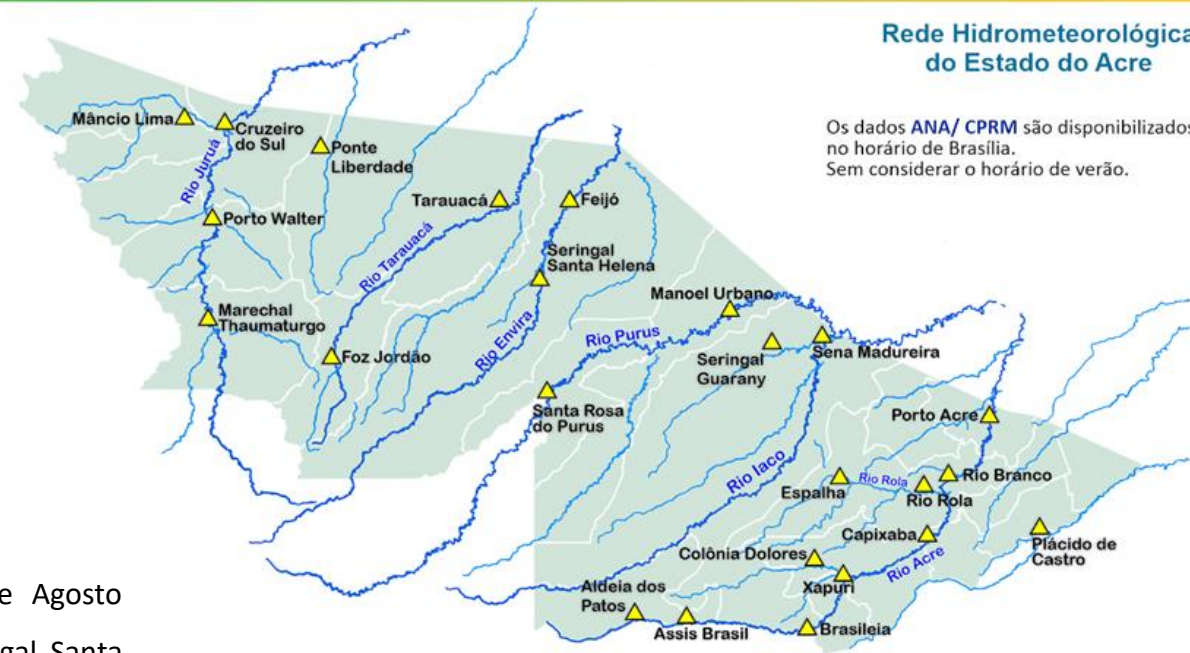 Rede Hidrometeorológica
do Estado do Acre
Os dados ANA/ CPRM são disponibilizados
no horário de Brasília.
Sem considerar o horário de verão.
Mâncio Lima
Cruzeiro
do Sul
Ponte
Liberdade
Rio Juruá
Porto Walter
Tarauacá
Feijó
Rio Tarauacá
Seringal
Santa Helena
Marechal
Thaumaturgo
Foz Jordão
Rio Envira
Manoel Urbano
Rio Purus
Seringal
Guarany
Sena Madureira
Santa Rosa
do Purus
Porto Acre
Rio Iaco
Espalha
Rio Rola
Rio Rola
Rio Branco
Capixaba
Plácido de
Castro
Colônia Dolores
Rio Acre
Xapuri
Aldeia dos
Patos
Assis Brasil
Brasileia
Agosto
Santa